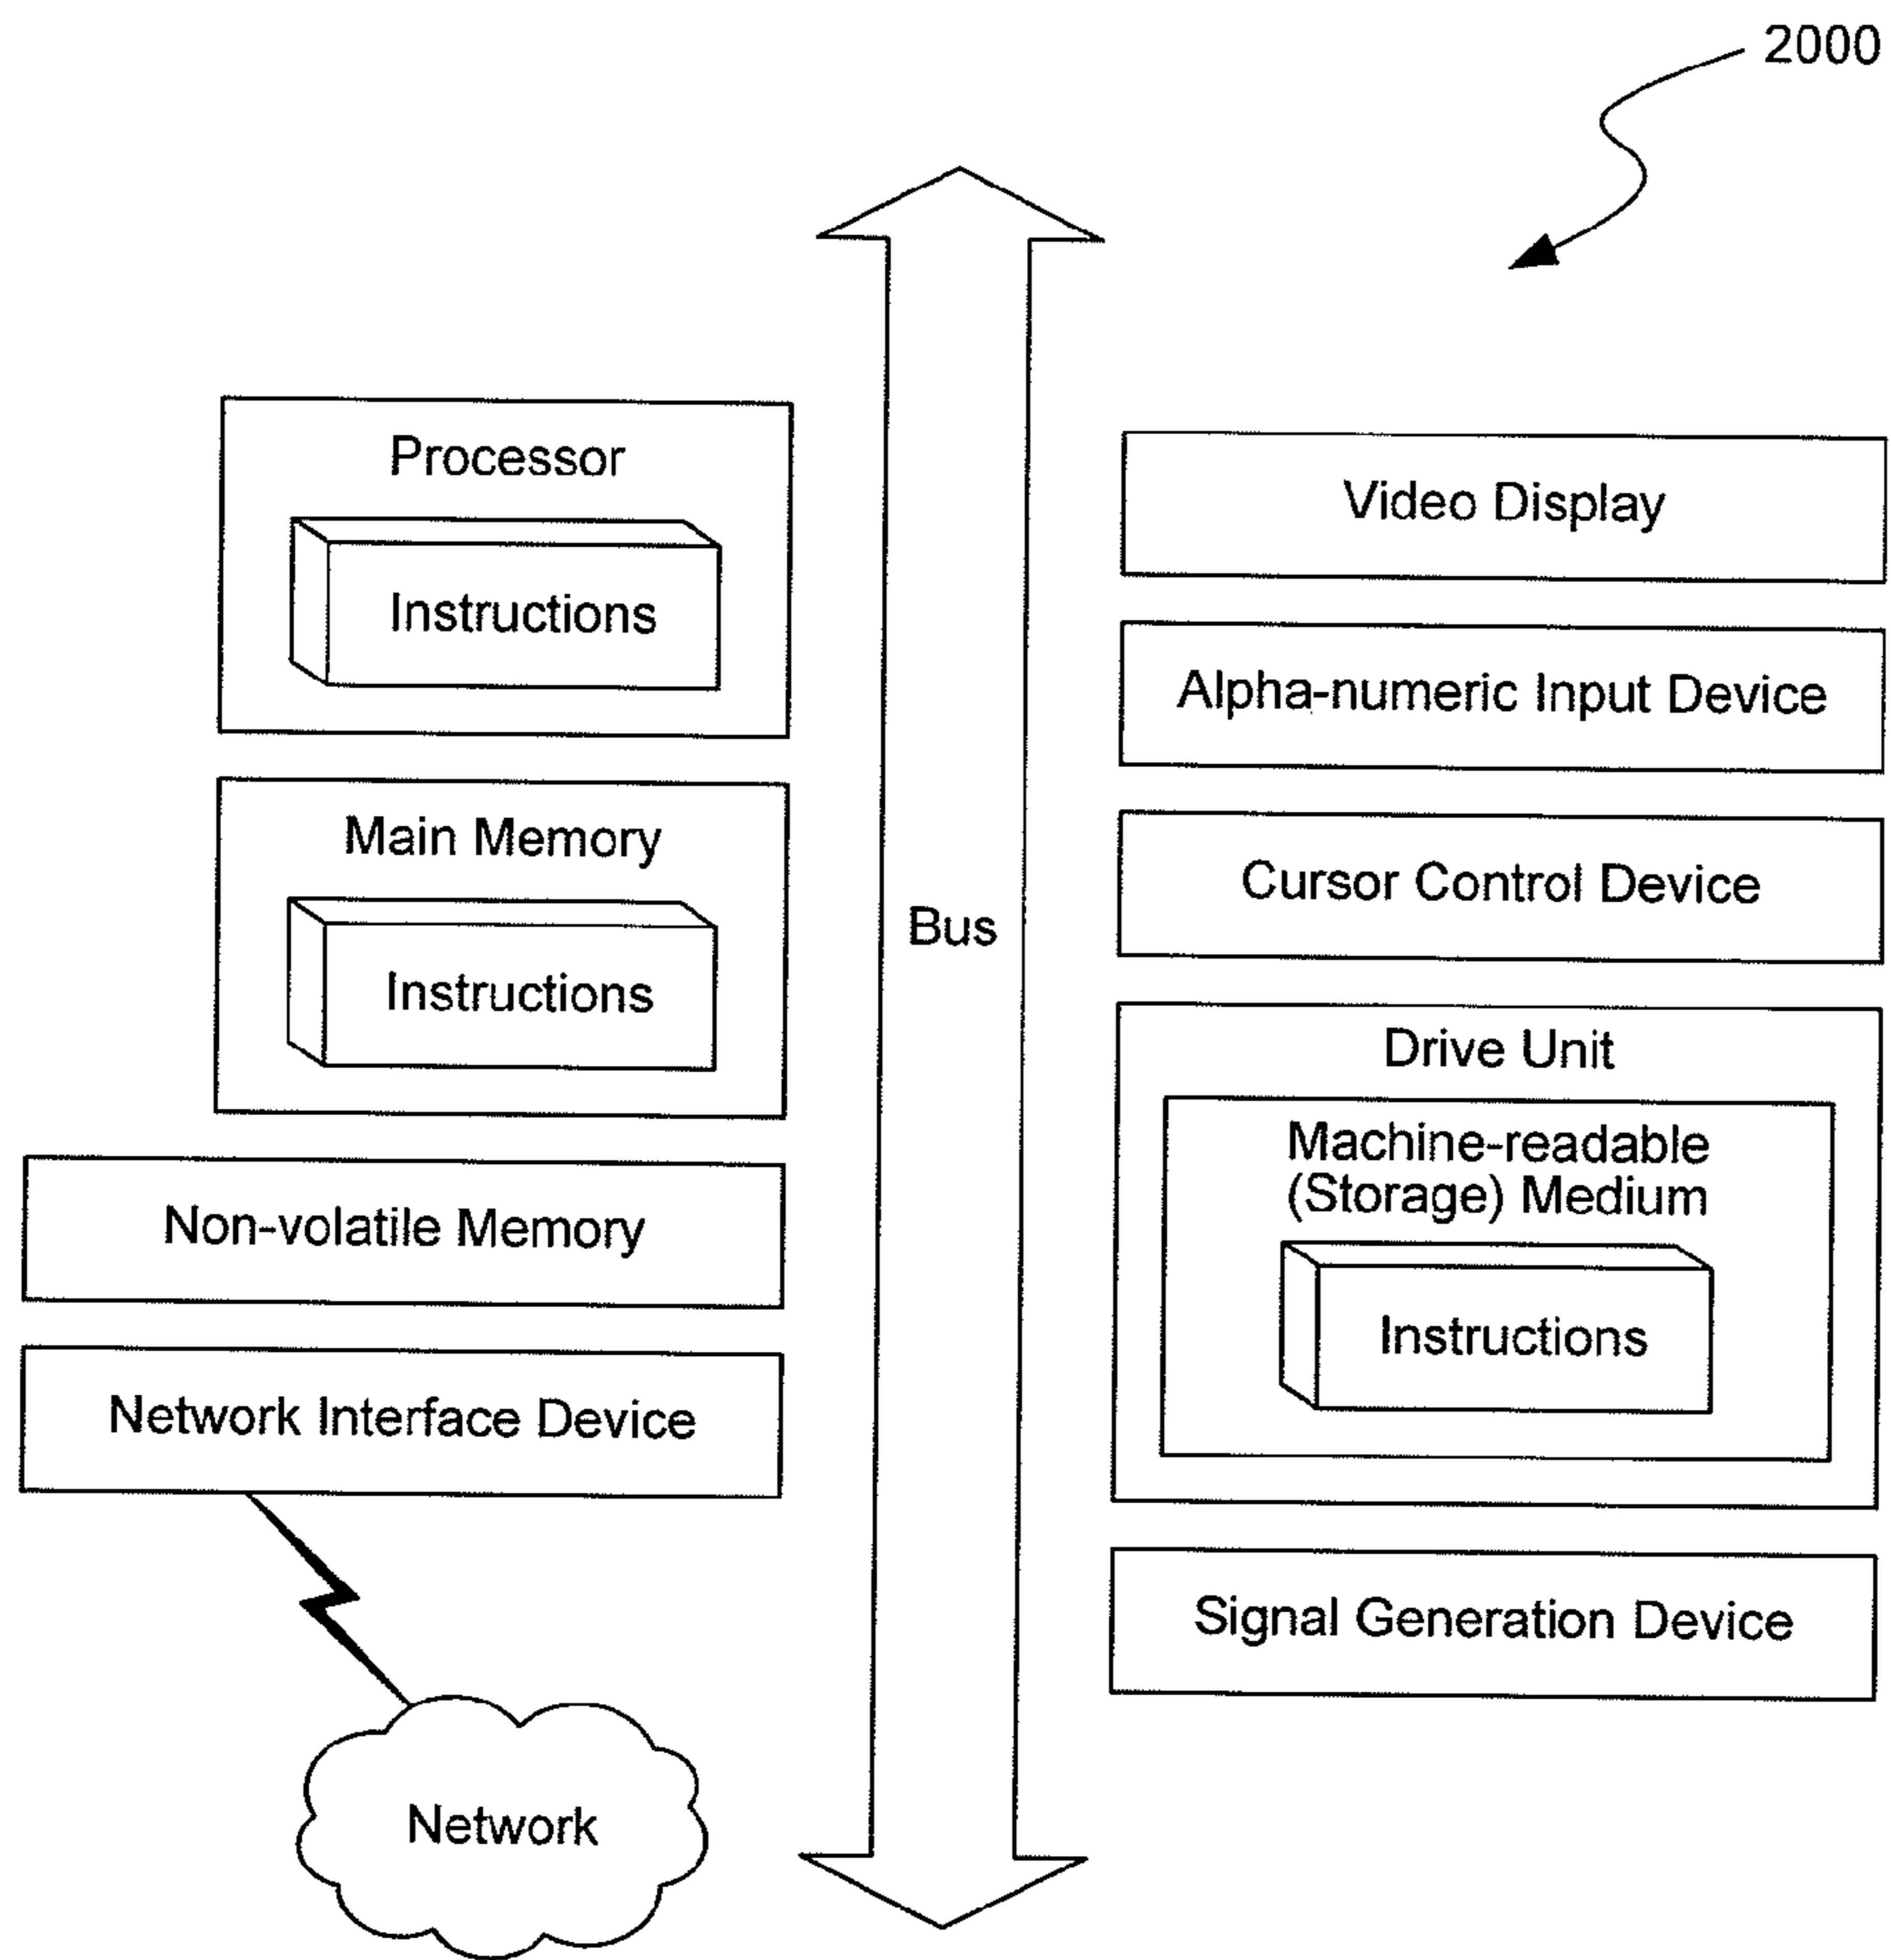 2000
Processor
Instructions
Main Memory
Instructions
Non-volatile Memory
Network Interface Device
Network
Bus
Video Display
Alpha-numeric Input Device
Cursor Control Device
Drive Unit
Machine-readable
(Storage) Medium
Instructions
Signal Generation Device